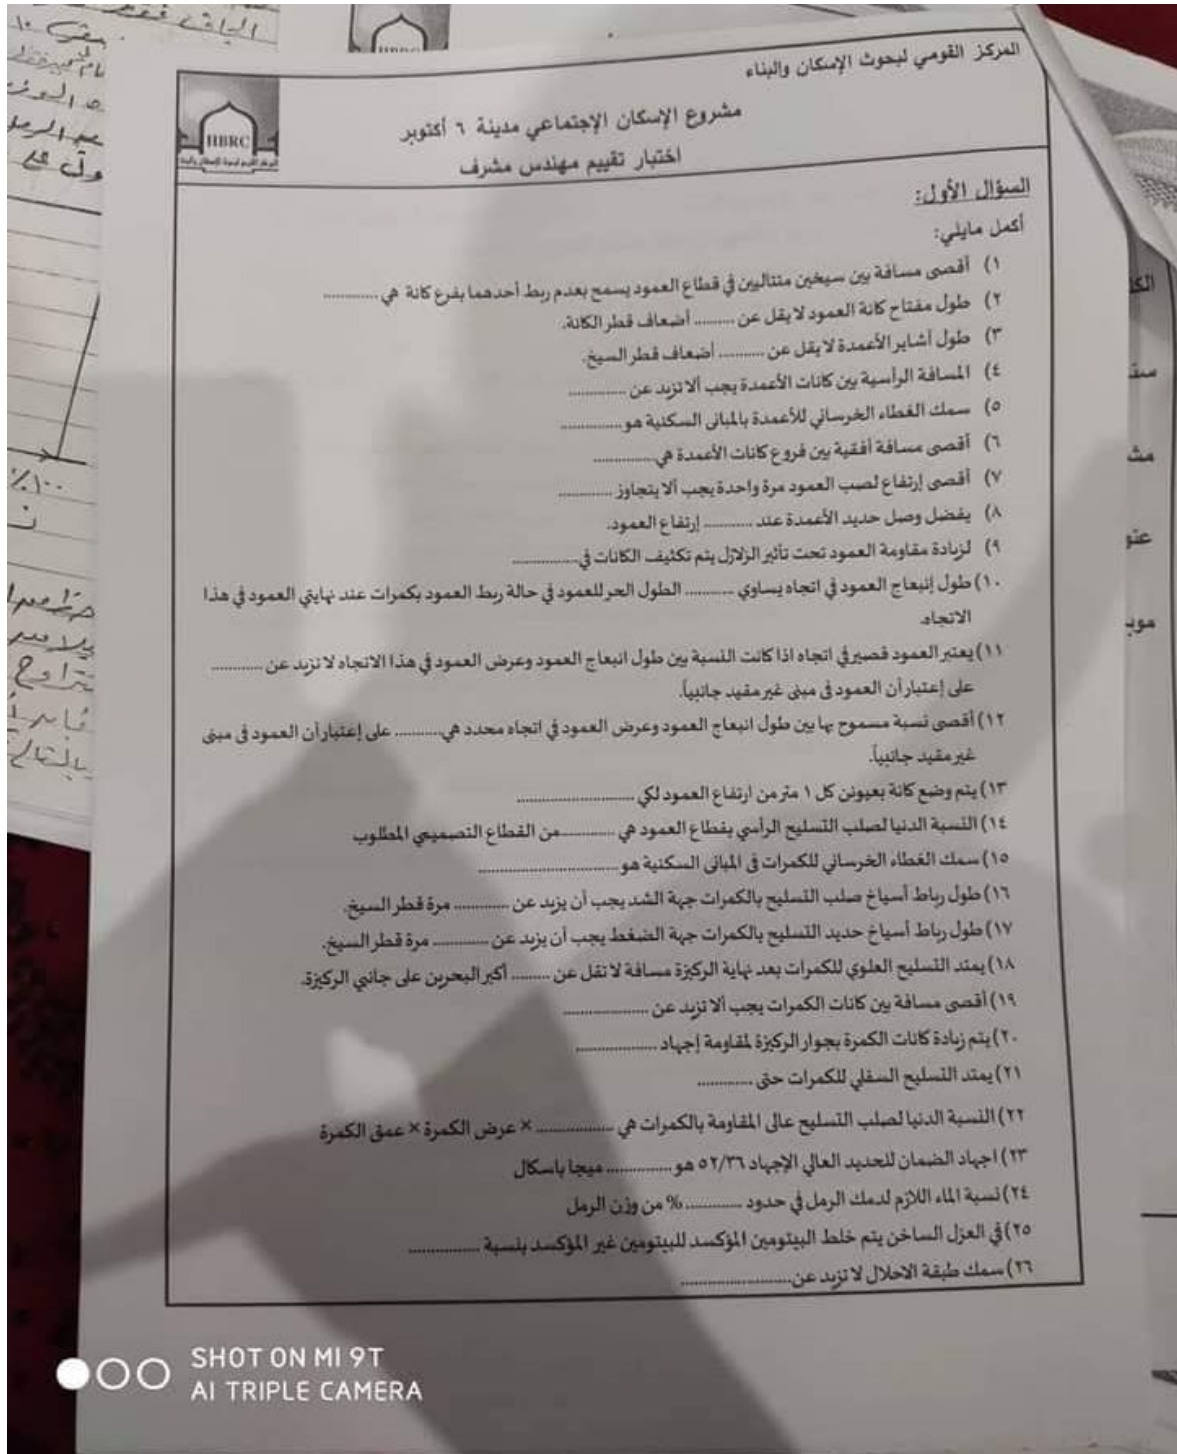 المركز القومي لبحوث الإسكان والبناء
مشروع الإسكان الإجتماعي مدينة ٦ أكتوبر
اختبار تقييم مهندس مشرف
HBRC
السؤال الأول:
أكمل مايلي:
١) أقصى مسافة بين سيخين متتاليين في قطاع العمود يسمح بعدم ربط أحدهما بفرع كانة هي ............
٢) طول مفتاح كانة العمود لا يقل عن ......... أضعاف قطر الكانة.
٣) طول أشاير الأعمدة لا يقل عن .......... أضعاف قطر السيخ.
٤) المسافة الرأسية بين كانات الأعمدة يجب ألا تزيد عن .............
٥) سمك الغطاء الخرساني للأعمدة بالمبانى السكنية هو..............
٦) أقصى مسافة أفقية بين فروع كانات الأعمدة هي..............
٧) أقصى إرتفاع لصب العمود مرة واحدة يجب ألا يتجاوز ............
٨) يفضل وصل حديد الأعمدة عند ........... إرتفاع العمود.
٩) لزيادة مقاومة العمود تحت تأثير الزلازل يتم تكثيف الكانات في...............
١٠) طول إنبعاج العمود في اتجاه يساوي ........... الطول الحر للعمود في حالة ربط العمود بكمرات عند نهايتي العمود في هذا
الاتجاه.
١١) يعتبر العمود قصير في اتجاه اذا كانت النسبة بين طول انبعاج العمود وعرض العمود في هذا الاتجاه لا تزيد عن ............
على إعتبار أن العمود فى مبنى غير مقيد جانبياً.
١٢) أقصى نسبة مسموح بها بين طول انبعاج العمود وعرض العمود في اتجاه محدد هي.......... على إعتبار أن العمود فى مبنى
غير مقيد جانبياً.
١٣) يتم وضع كانة بعيونن كل ١ متر من ارتفاع العمود لكي ..........................
١٤) النسبة الدنيا لصلب التسليح الرأسي بقطاع العمود هي ............من القطاع التصميمي المطلوب
١٥) سمك الغطاء الخرساني للكمرات فى المبانى السكنية هو................................
١٦) طول رباط أسياخ صلب التسليح بالكمرات جهة الشد يجب أن يزيد عن ............ مرة قطر السيخ.
١٧) طول رباط أسياخ حديد التسليح بالكمرات جهة الضغط يجب أن يزيد عن ............ مرة قطر السيخ.
١٨) يمتد التسليح العلوي للكمرات بعد نهاية الركيزة مسافة لا تقل عن ......... أكبر البحرين على جانبي الركيزة.
١٩) أقصى مسافة بين كانات الكمرات يجب ألا تزيد عن ...................
٢٠) يتم زيادة كانات الكمرة بجوار الركيزة لمقاومة إجهاد ..................
٢١) يمتد التسليح السفلي للكمرات حتى ............
٢٢) النسبة الدنيا لصلب التسليح عالى المقاومة بالكمرات هي ................. × عرض الكمرة × عمق الكمرة
٢٣) اجهاد الضمان للحديد العالي الإجهاد ٥٢/٣٦ هو.............. ميجا باسكال
٢٤) نسبة الماء اللازم لدمك الرمل في حدود .............% من وزن الرمل
٢٥) في العزل الساخن يتم خلط البيتومين المؤكسد للبيتومين غير المؤكسد بنسبة ................
٢٦) سمك طبقة الاحلال لا تزيد عن.........................
SHOT ON MI 9T
AI TRIPLE CAMERA